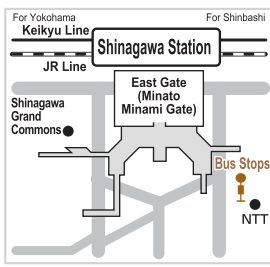 For Yokohama
For Shinbashi
Keikyu Line
Shinagawa Station
JR Line
East Gate
(Minato
Minami Gate)
Shinagawa
Grand
Commons
Bus Stops
NTT